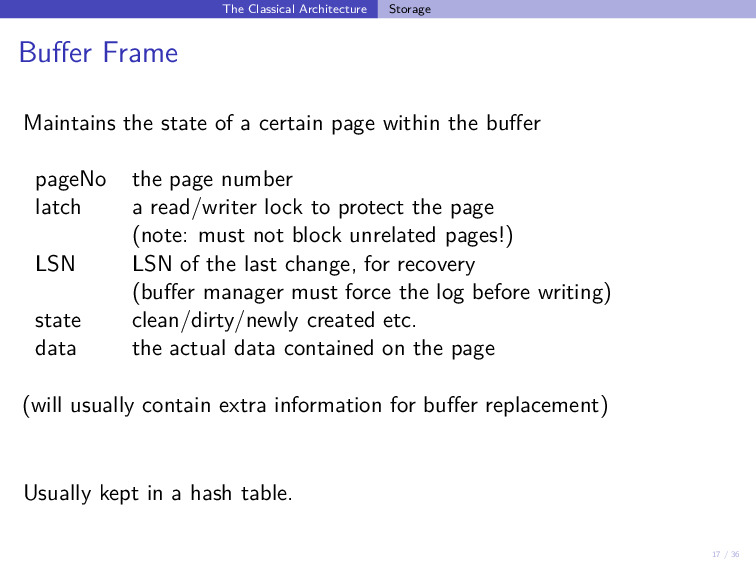 The Classical Architecture Storage
Buffer Frame
Maintains the state of a certain page within the buffer
pageNo the page number
latch a read/writer lock to protect the page
(note: must not block unrelated pages!)
LSN LSN of the last change, for recovery
(buffer manager must force the log before writing)
state clean/dirty/newly created etc.
data the actual data contained on the page
(will usually contain extra information for buffer replacement)
Usually kept in a hash table.
17 / 36